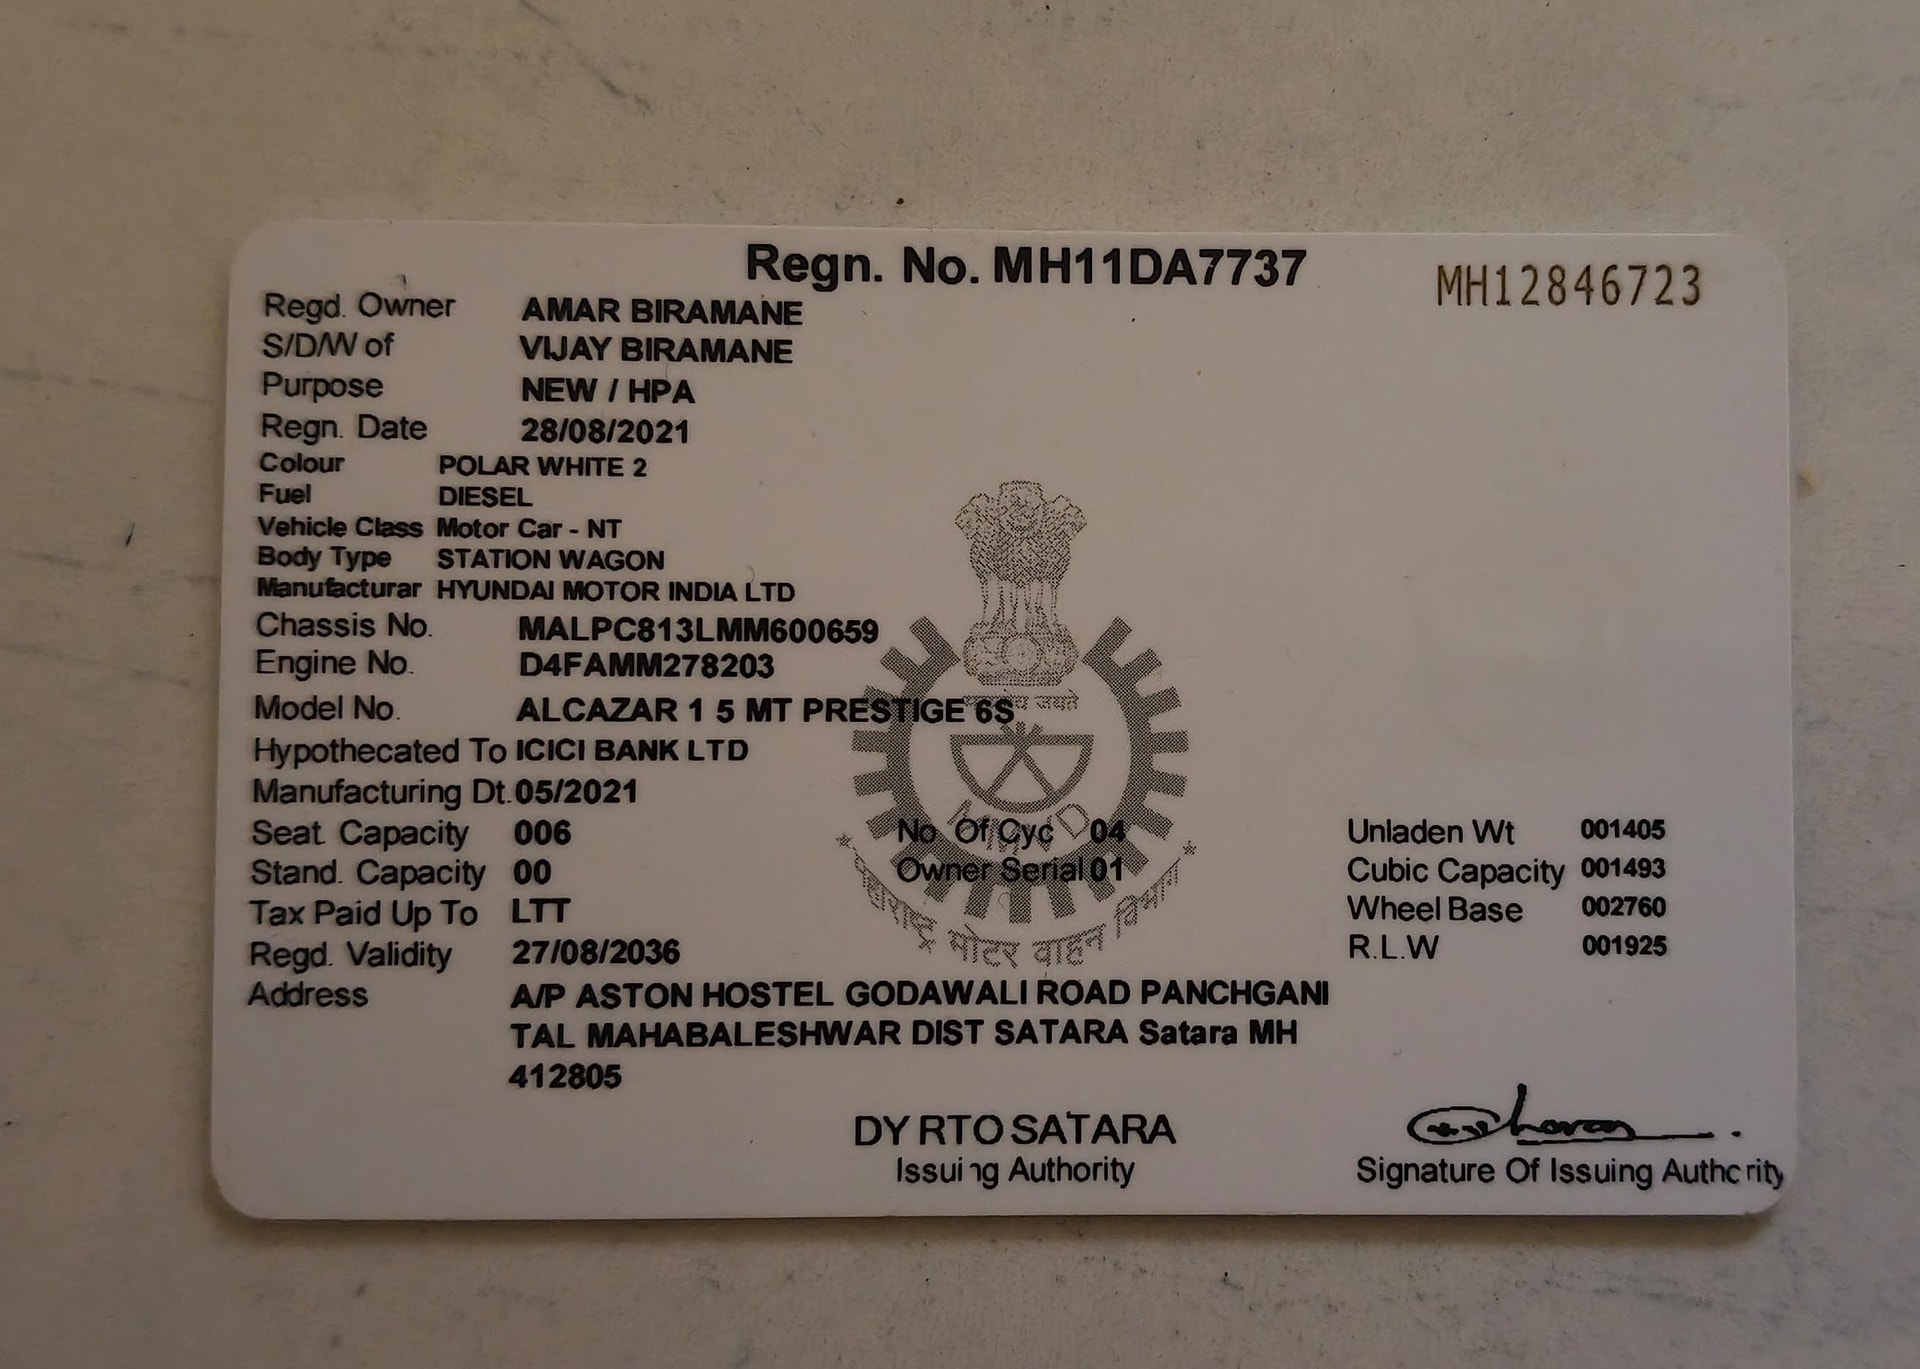 Regn. No. MH11DA7737
MH12846723
Regd. Owner AMAR BIRAMANE
S/D/W of VIJAY BIRAMANE
Purpose NEW / HPA
Regn. Date 28/08/2021
Colour POLAR WHITE 2
Fuel DIESEL
Vehicle Class Motor Car - NT
Body Type STATION WAGON
Manufacturar HYUNDAI MOTOR INDIA LTD
Chassis No. MALPC813LMM600659
Engine No. D4FAMM278203
Model No. ALCAZAR 1 5 MT PRESTIGE 6S
जयते
Hypothecated To ICICI BANK LTD
Manufacturing Dt. 05/2021
Seat. Capacity 006 No. Of Cyc 04 Unladen Wt 001405
Stand. Capacity 00 Owner Serial 01 Cubic Capacity 001493
Tax Paid Up To LTT Wheel Base 002760
Regd. Validity 27/08/2036 R.L.W 001925
महाराष्ट्र मोटर वाहन विभाग
Address A/P ASTON HOSTEL GODAWALI ROAD PANCHGANI
TAL MAHABALESHWAR DIST SATARA Satara MH
412805
DY RTO SATARA
Issuing Authority
Signature Of Issuing Authority